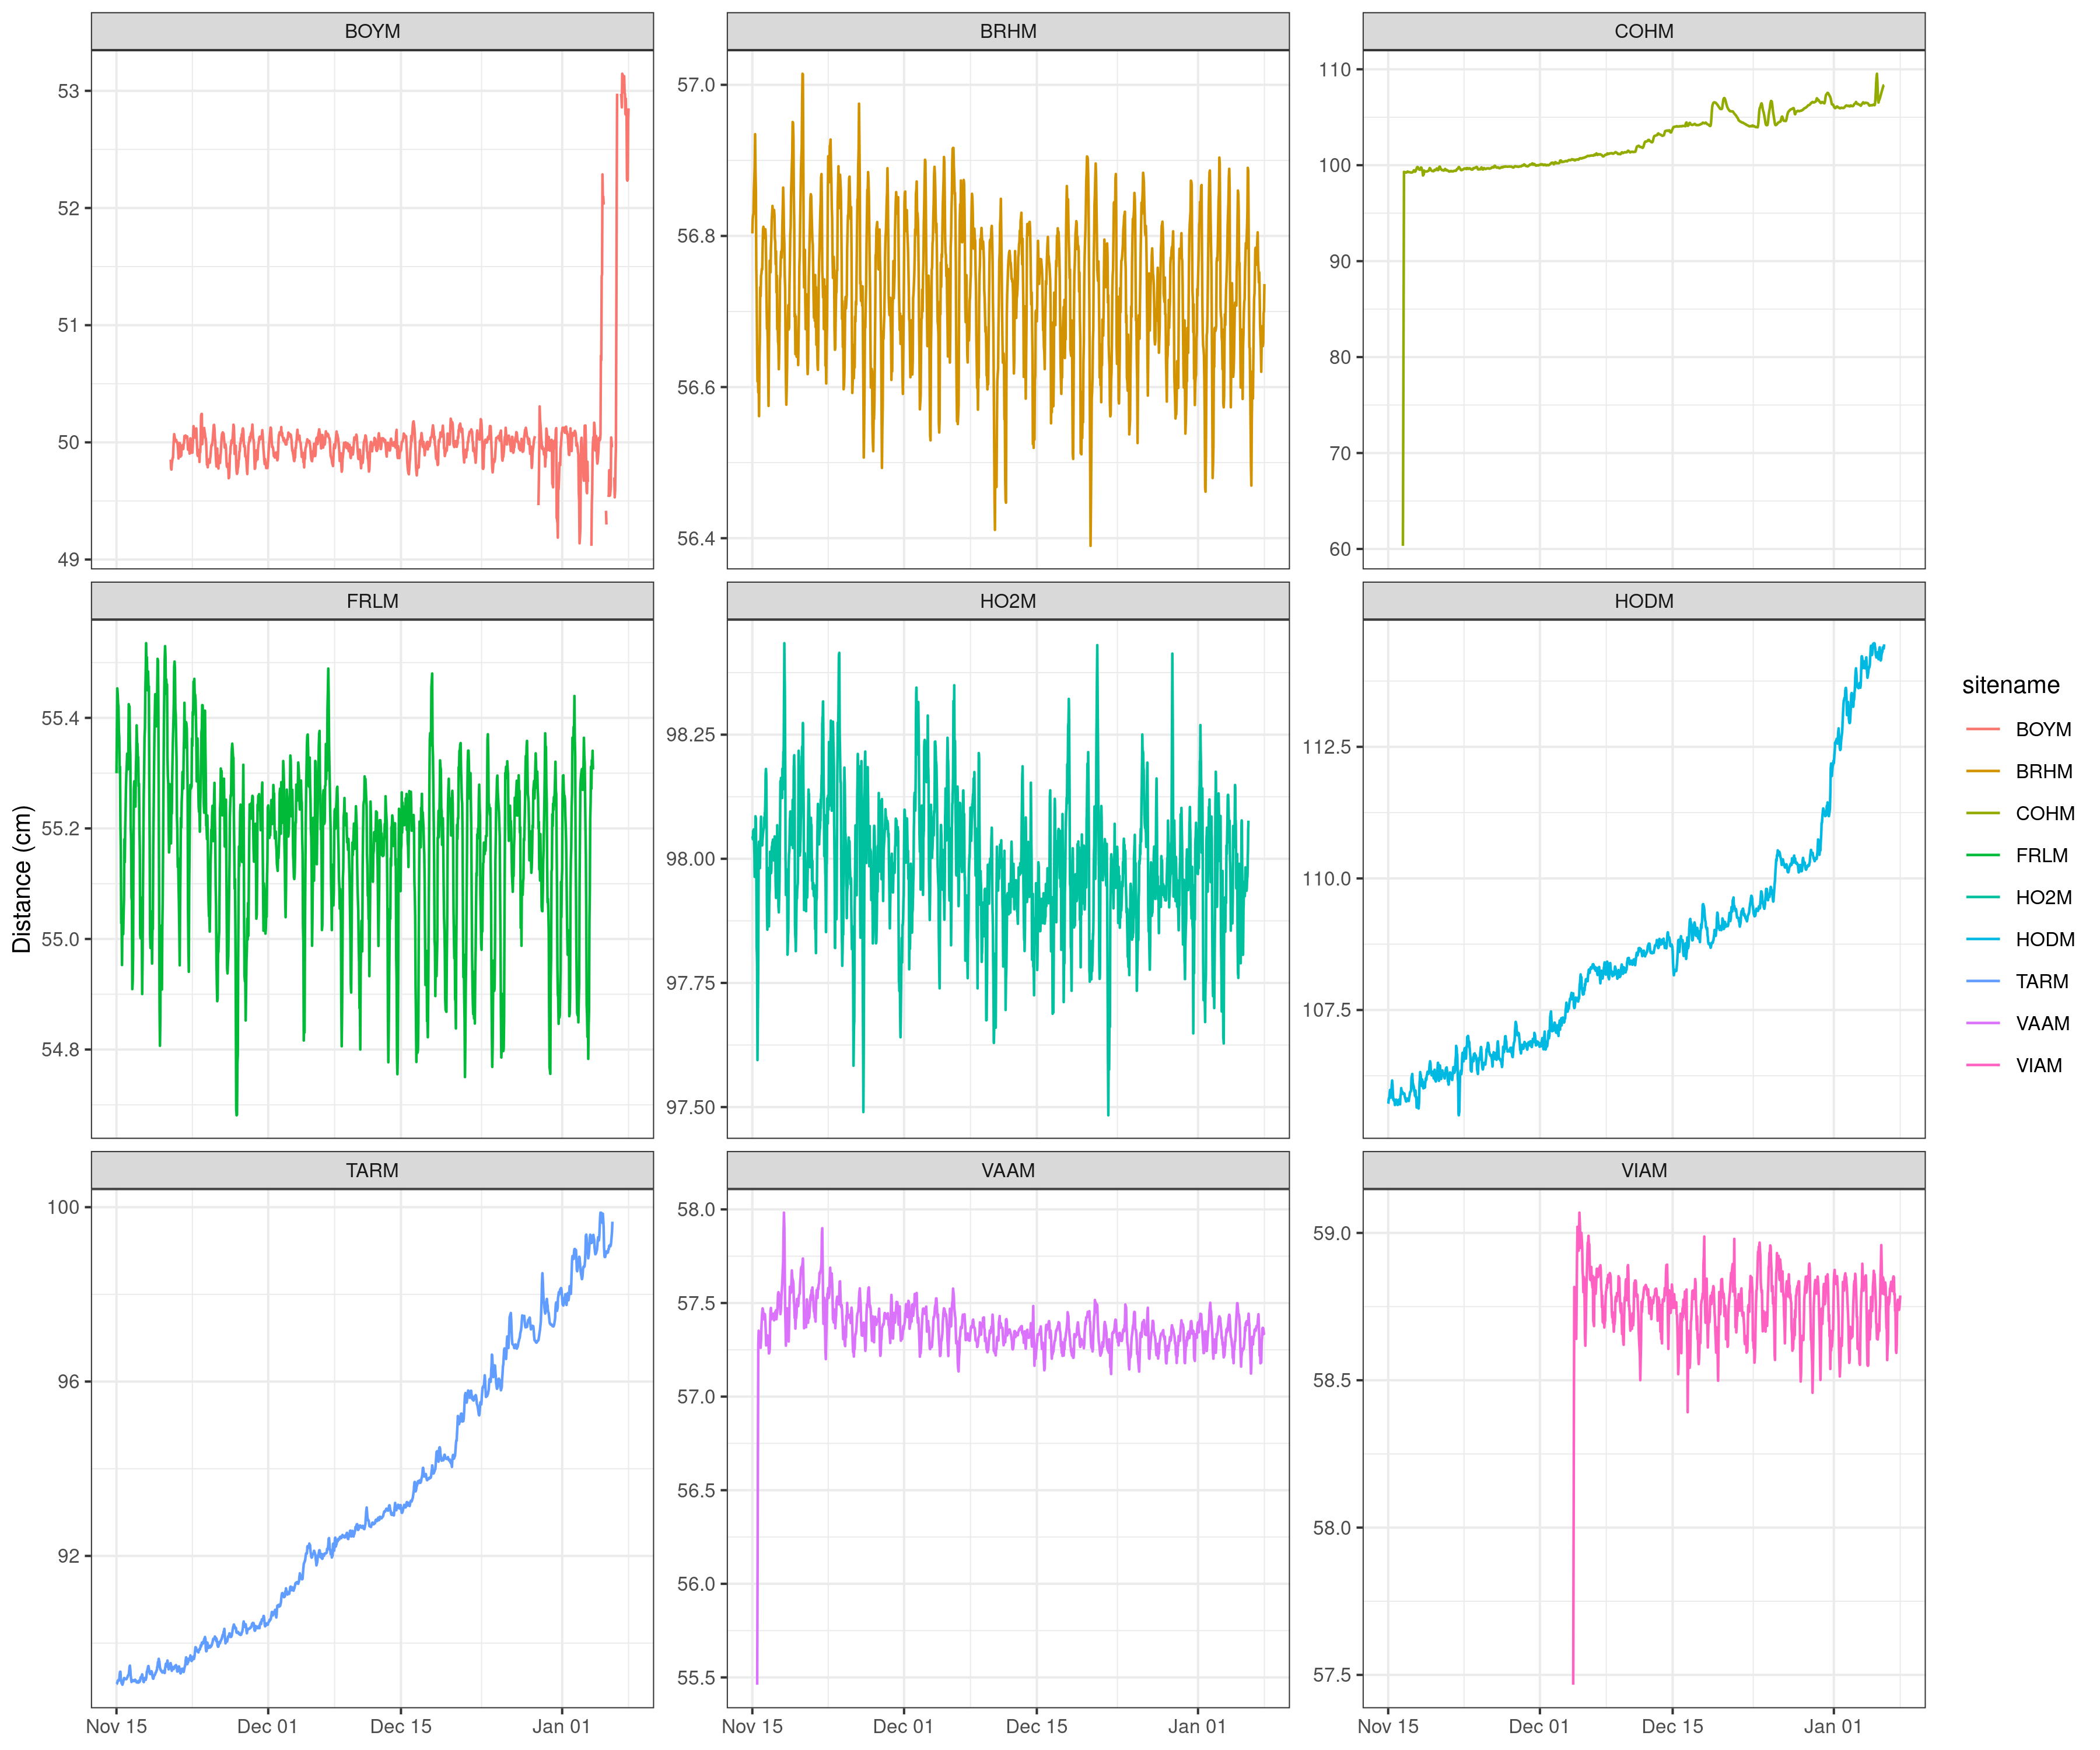 BOYM
BRHM
COHM
53
52
51
50
49
57.0
56.8
56.6
56.4
110
100
90
80
70
60
FRLM
HO2M
HODM
55.4
55.2
55.0
54.8
98.25
98.00
97.75
97.50
112.5
110.0
107.5
TARM
VAAM
VIAM
100
96
92
58.0
57.5
57.0
56.5
56.0
55.5
59.0
58.5
58.0
57.5
Nov 15 Dec 01 Dec 15 Jan 01
Nov 15 Dec 01 Dec 15 Jan 01
Nov 15 Dec 01 Dec 15 Jan 01
Distance (cm)
sitename
BOYM
BRHM
COHM
FRLM
HO2M
HODM
TARM
VAAM
VIAM